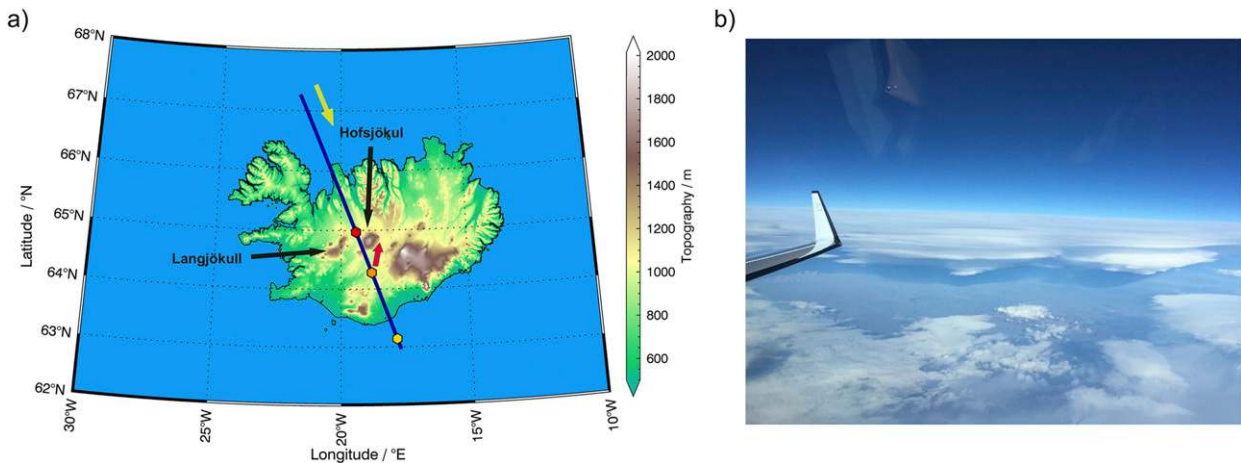 a)
b)
68°N
67°N
66°N
65°N
64°N
63°N
62°N
Latitude / °N
Hofsjökul
Langjökull
30°W
25°W
20°W
15°W
10°W
Longitude / °E
2000
1800
1600
1400
1200
1000
800
600
Topography / m